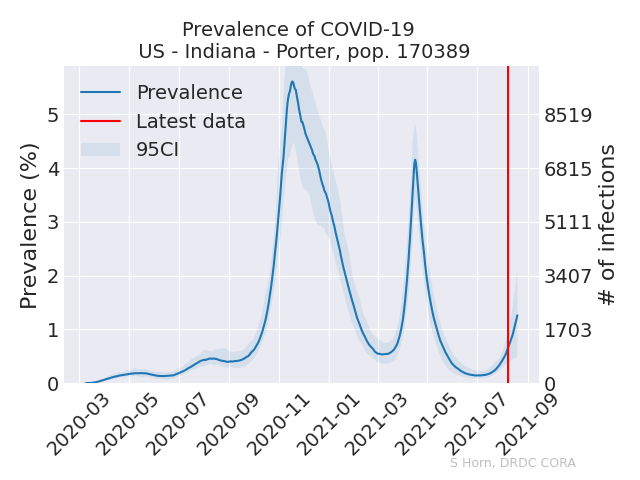 Prevalence of COVID-19
US - Indiana - Porter, pop. 170389
Prevalence
Latest data
95CI
Prevalence (%)
5
4
3
2
1
0
8519
6815
5111
3407
1703
0
# of infections
2020-03
2020-05
2020-07
2020-09
2020-11
2021-01
2021-03
2021-05
2021-07
2021-09
S Horn, DRDC CORA